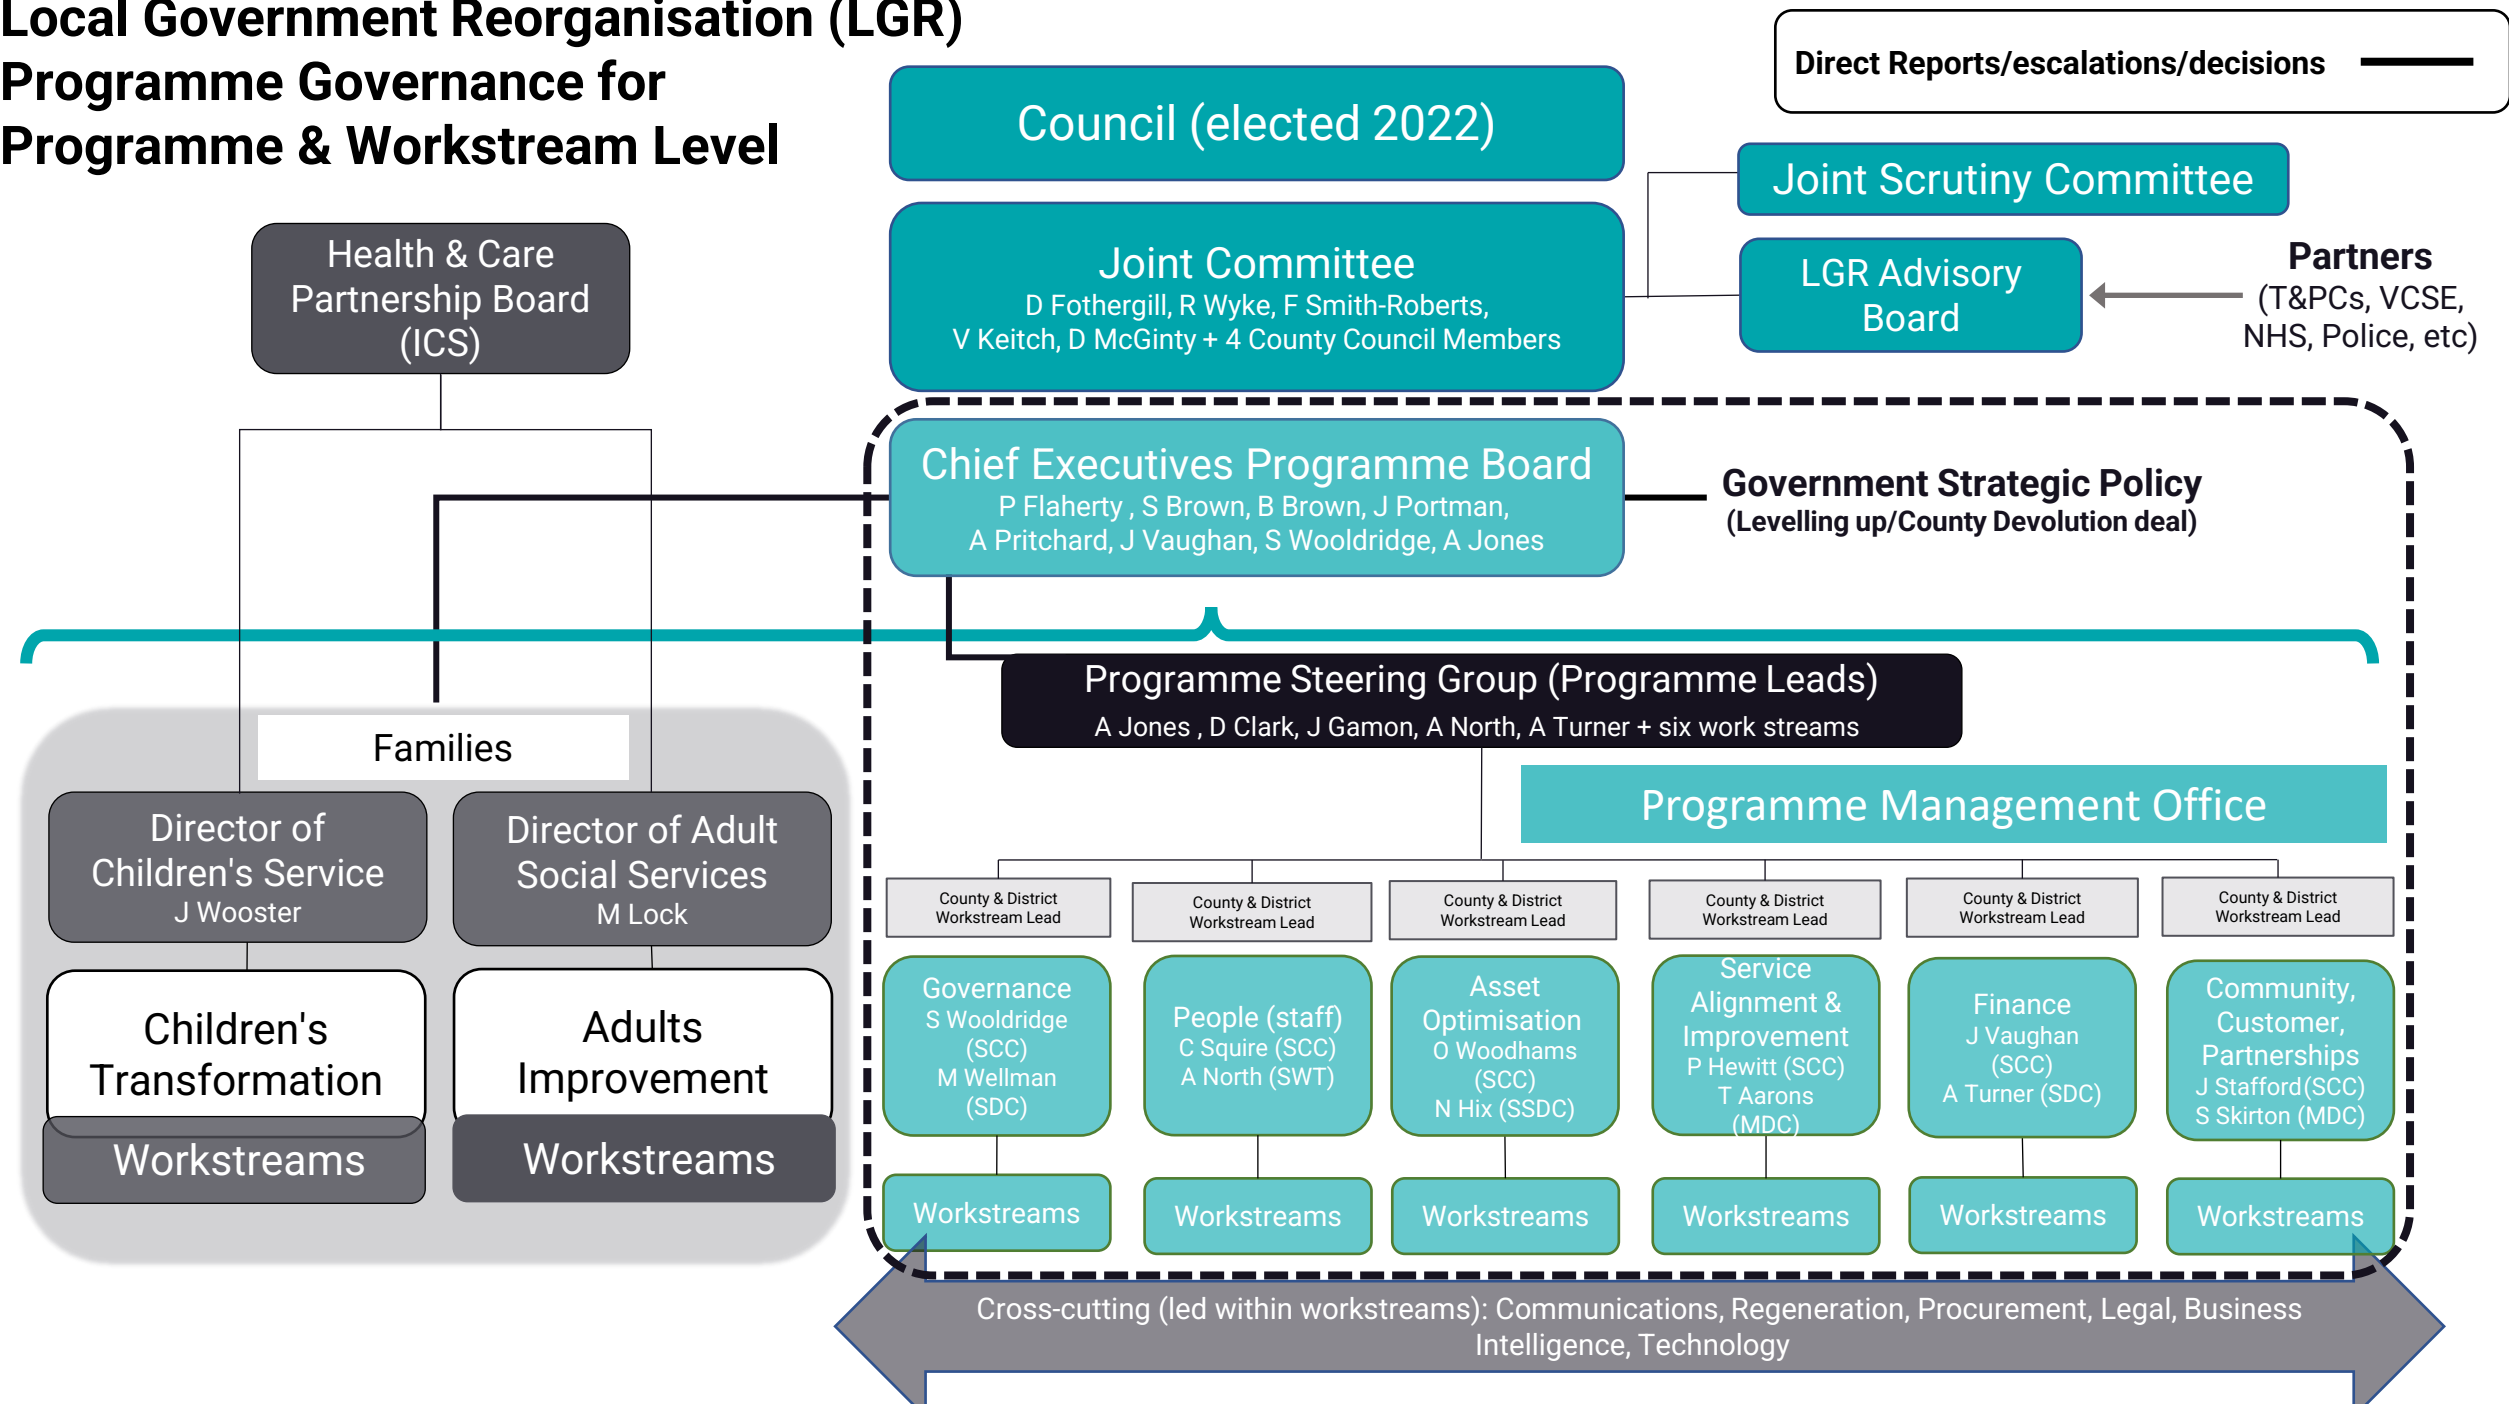 Local Government Reorganisation (LGR)
Programme Governance for
Programme & Workstream Level
Direct Reports/escalations/decisions
Council (elected 2022)
Joint Scrutiny Committee
Joint Committee
D Fothergill, R Wyke, F Smith-Roberts,
V Keitch, D McGinty + 4 County Council Members
LGR Advisory
Board
Partners
(T&PCs, VCSE,
NHS, Police, etc)
Health & Care
Partnership Board
(ICS)
Chief Executives Programme Board
P Flaherty , S Brown, B Brown, J Portman,
A Pritchard, J Vaughan, S Wooldridge, A Jones
Government Strategic Policy
(Levelling up/County Devolution deal)
Programme Steering Group (Programme Leads)
A Jones , D Clark, J Gamon, A North, A Turner + six work streams
Programme Management Office
Families
Director of
Children's Service
J Wooster
Director of Adult
Social Services
M Lock
Children's
Transformation
Workstreams
Adults
Improvement
Workstreams
County & District
Workstream Lead
County & District
Workstream Lead
County & District
Workstream Lead
County & District
Workstream Lead
County & District
Workstream Lead
County & District
Workstream Lead
Governance
S Wooldridge
(SCC)
M Wellman
(SDC)
People (staff)
C Squire (SCC)
A North (SWT)
Asset
Optimisation
O Woodhams
(SCC)
N Hix (SSDC)
Service
Alignment &
Improvement
P Hewitt (SCC)
T Aarons
(MDC)
Finance
J Vaughan
(SCC)
A Turner (SDC)
Community,
Customer,
Partnerships
J Stafford(SCC)
S Skirton (MDC)
Workstreams
Workstreams
Workstreams
Workstreams
Workstreams
Workstreams
Cross-cutting (led within workstreams): Communications, Regeneration, Procurement, Legal, Business
Intelligence, Technology